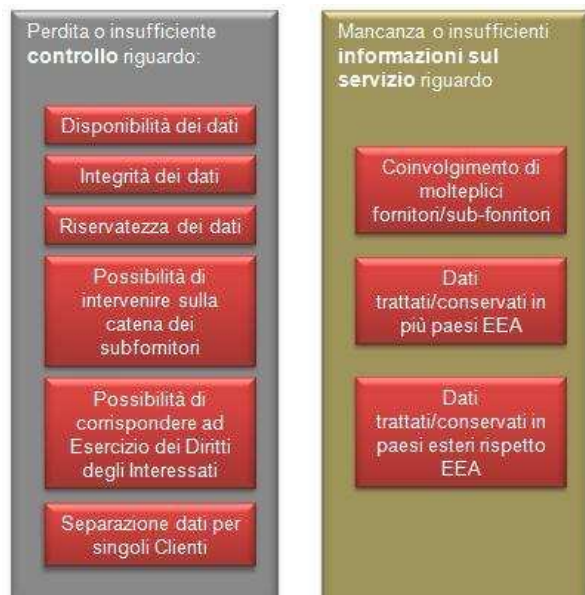 Perdita o insufficiente
controllo riguardo:
Disponibilità dei dati
Integrità dei dati
Riservatezza dei dati
Possibilità di
intervenire sulla
catena dei
subfornitori
Possibilità di
corrispondere ad
Esercizio dei Diritti
degli Interessati
Separazione dati per
singoli Clienti
Mancanza o insufficienti
informazioni sul
servizio riguardo
Coinvolgimento di
molteplici
fornitori/sub-fonritori
Dati
trattati/conservati in
più paesi EEA
Dati
trattati/conservati in
paesi esteri rispetto
EEA